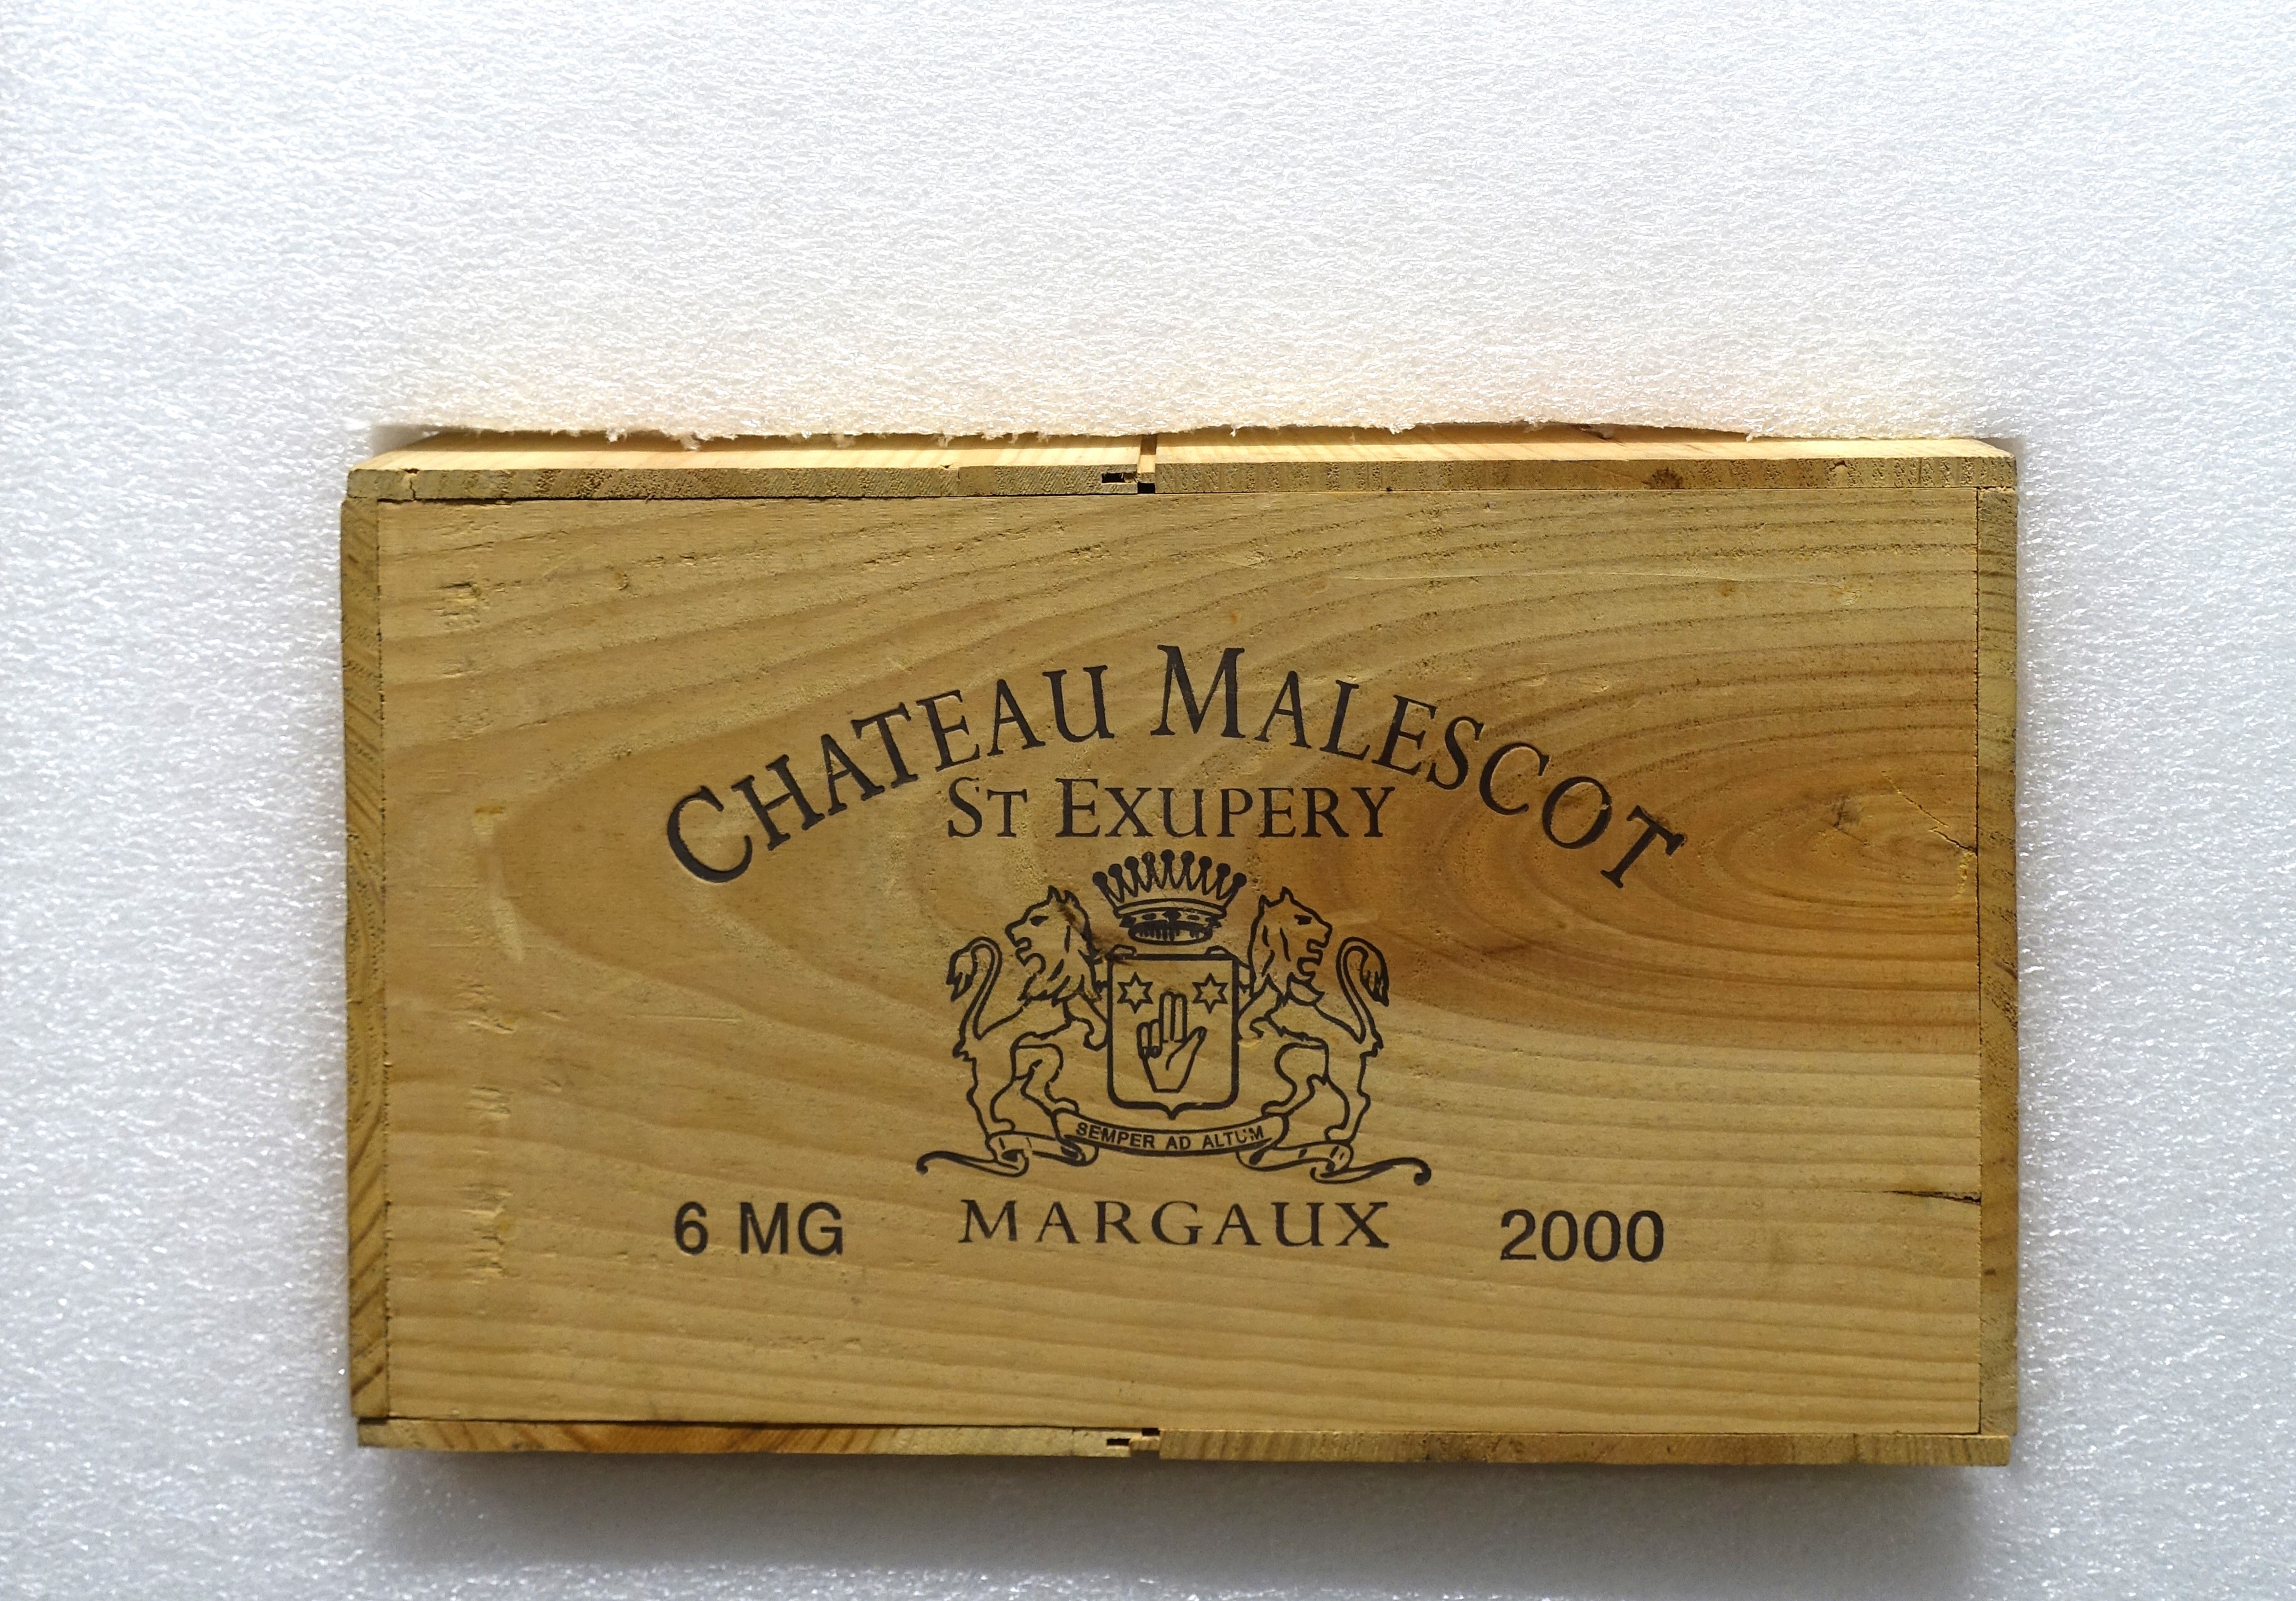 CHATEAU MALESCOT
ST EXUPERY
SEMPER AD ALTUM
6 MG MARGAUX 2000